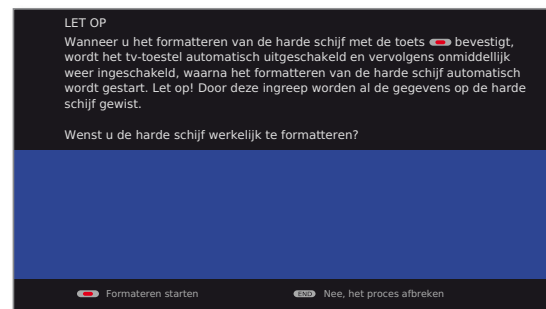 LET OP
Wanneer u het formatteren van de harde schijf met de toets bevestigt,
wordt het tv-toestel automatisch uitgeschakeld en vervolgens onmiddellijk
weer ingeschakeld, waarna het formatteren van de harde schijf automatisch
wordt gestart. Let op! Door deze ingreep worden al de gegevens op de harde
schijf gewist.
Wenst u de harde schijf werkelijk te formatteren?
Formateren starten
END Nee, het proces afbreken